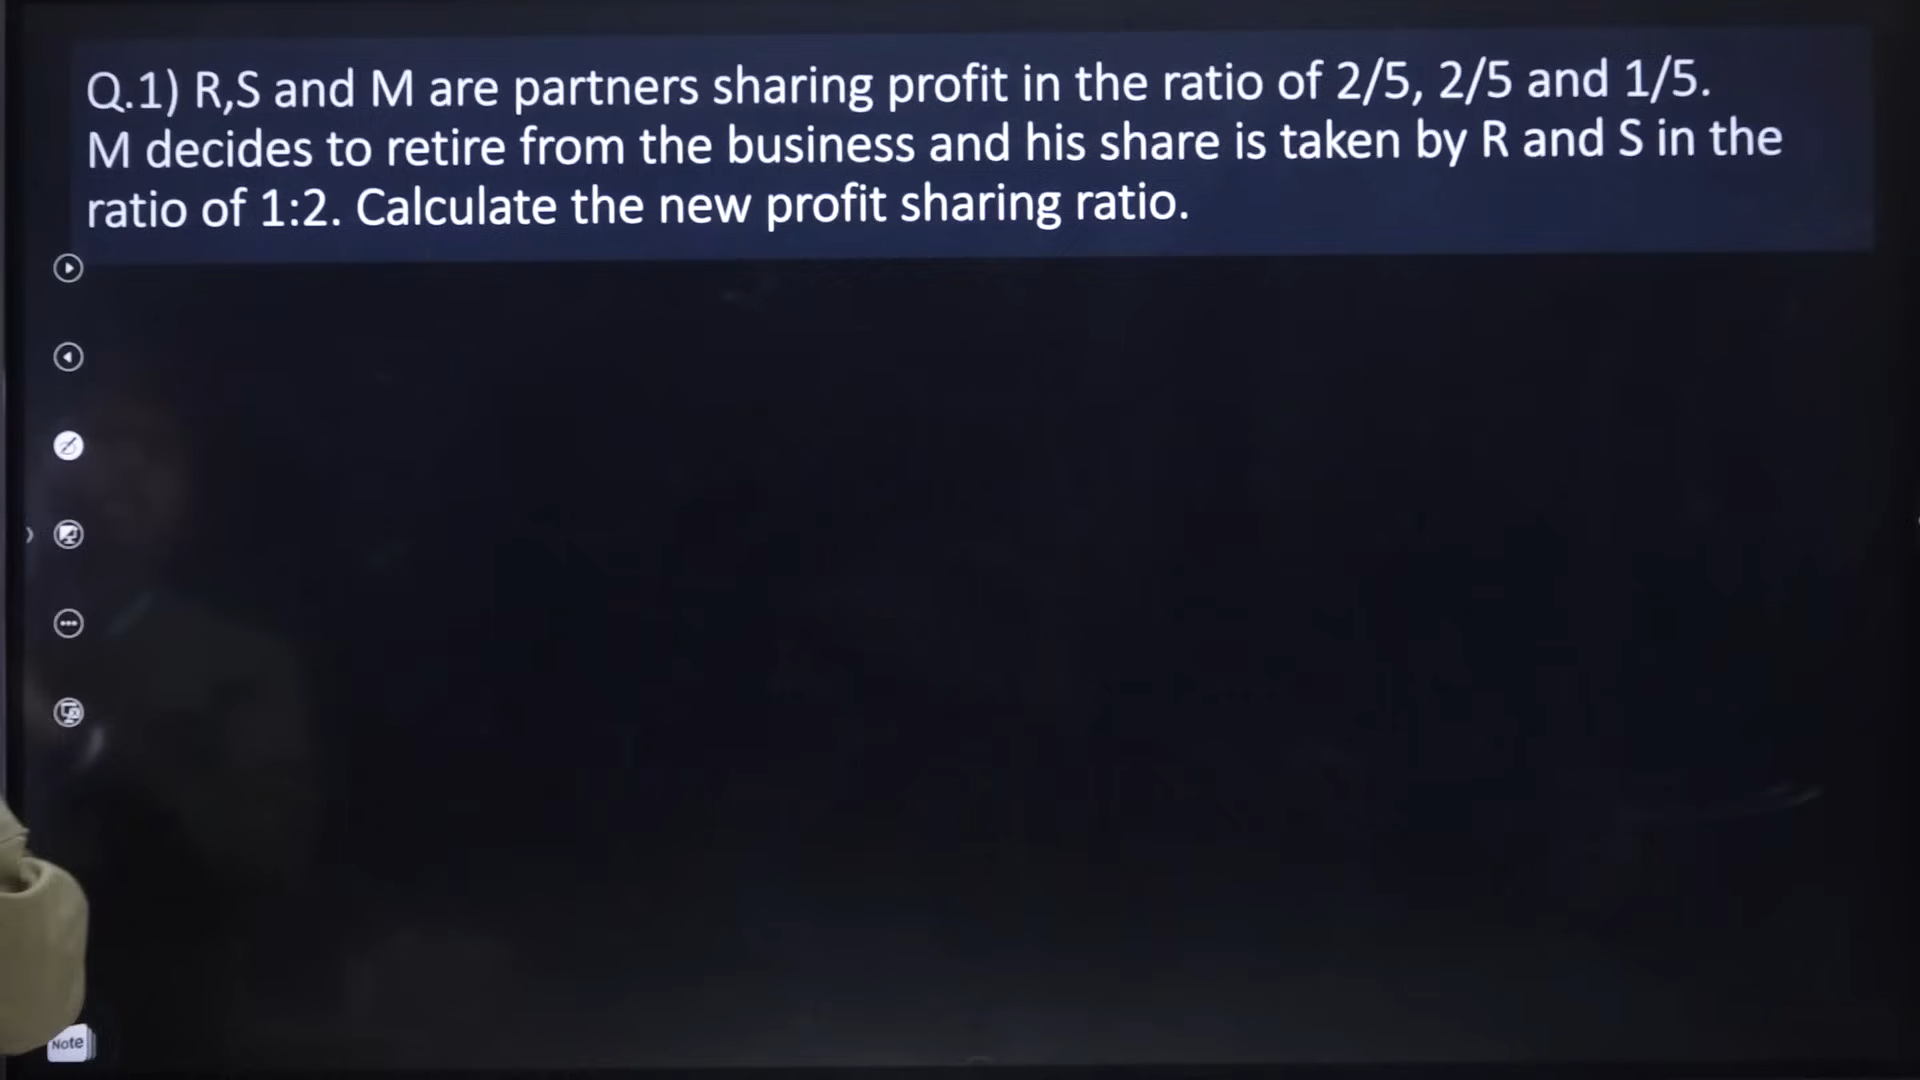 Q.1) R,S and M are partners sharing profit in the ratio of 2/5, 2/5 and 1/5.
M decides to retire from the business and his share is taken by R and S in the
ratio of 1:2. Calculate the new profit sharing ratio.
Note